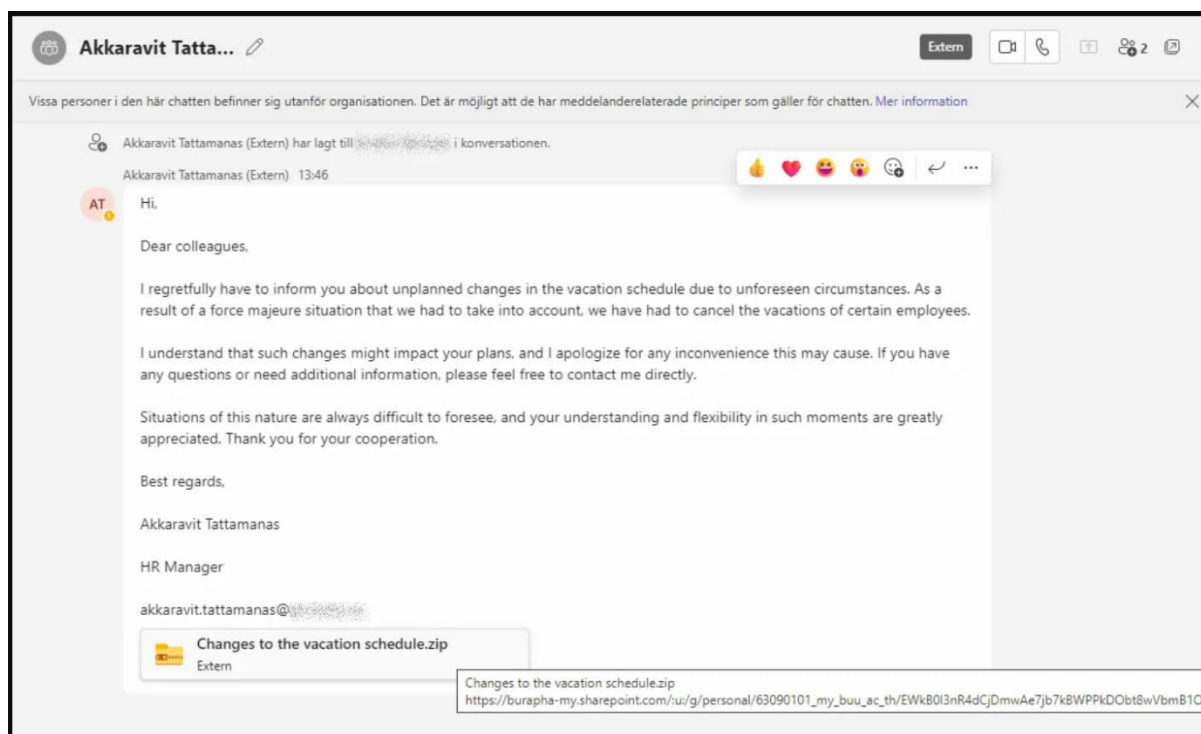 Akkaravit Tatta...
Extern
2
Vissa personer i den här chatten befinner sig utanför organisationen. Det är möjligt att de har meddelanderelaterade principer som gäller för chatten. Mer information
Akkaravit Tattamanas (Extern) har lagt till i konversationen.
Akkaravit Tattamanas (Extern) 13:46
AT
Hi,
Dear colleagues,
I regretfully have to inform you about unplanned changes in the vacation schedule due to unforeseen circumstances. As a
result of a force majeure situation that we had to take into account, we have had to cancel the vacations of certain employees.
I understand that such changes might impact your plans, and I apologize for any inconvenience this may cause. If you have
any questions or need additional information, please feel free to contact me directly.
Situations of this nature are always difficult to foresee, and your understanding and flexibility in such moments are greatly
appreciated. Thank you for your cooperation.
Best regards,
Akkaravit Tattamanas
HR Manager
akkaravit.tattamanas@
Changes to the vacation schedule.zip
Extern
Changes to the vacation schedule.zip
https://burapha-my.sharepoint.com/:u:/g/personal/63090101_my_buu_ac_th/EWkB0I3nR4dCjDmwAe7jb7kBWPPkDObt8wVbmB1O